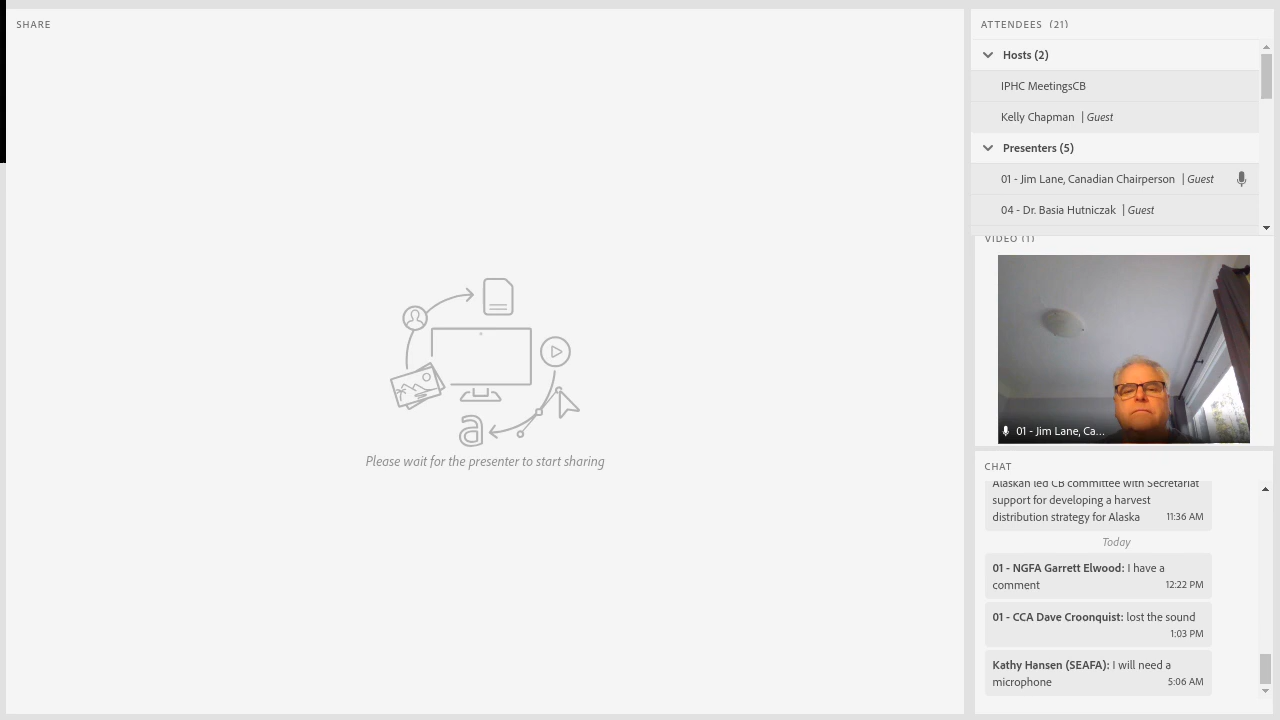 SHARE
ATTENDEES (21)
Hosts (2)
IPHC MeetingsCB
Kelly Chapman | Guest
Presenters (5)
01 - Jim Lane, Canadian Chairperson | Guest
04 - Dr. Basia Hutniczak | Guest
VIDEO (1)
01 - Jim Lane, Ca...
a
Please wait for the presenter to start sharing
CHAT
Alaskan led CB committee with Secretariat
support for developing a harvest
distribution strategy for Alaska 11:36 AM
Today
01 - NGFA Garrett Elwood: I have a
comment 12:22 PM
01 - CCA Dave Croonquist: lost the sound
1:03 PM
Kathy Hansen (SEAFA): I will need a
microphone 5:06 AM